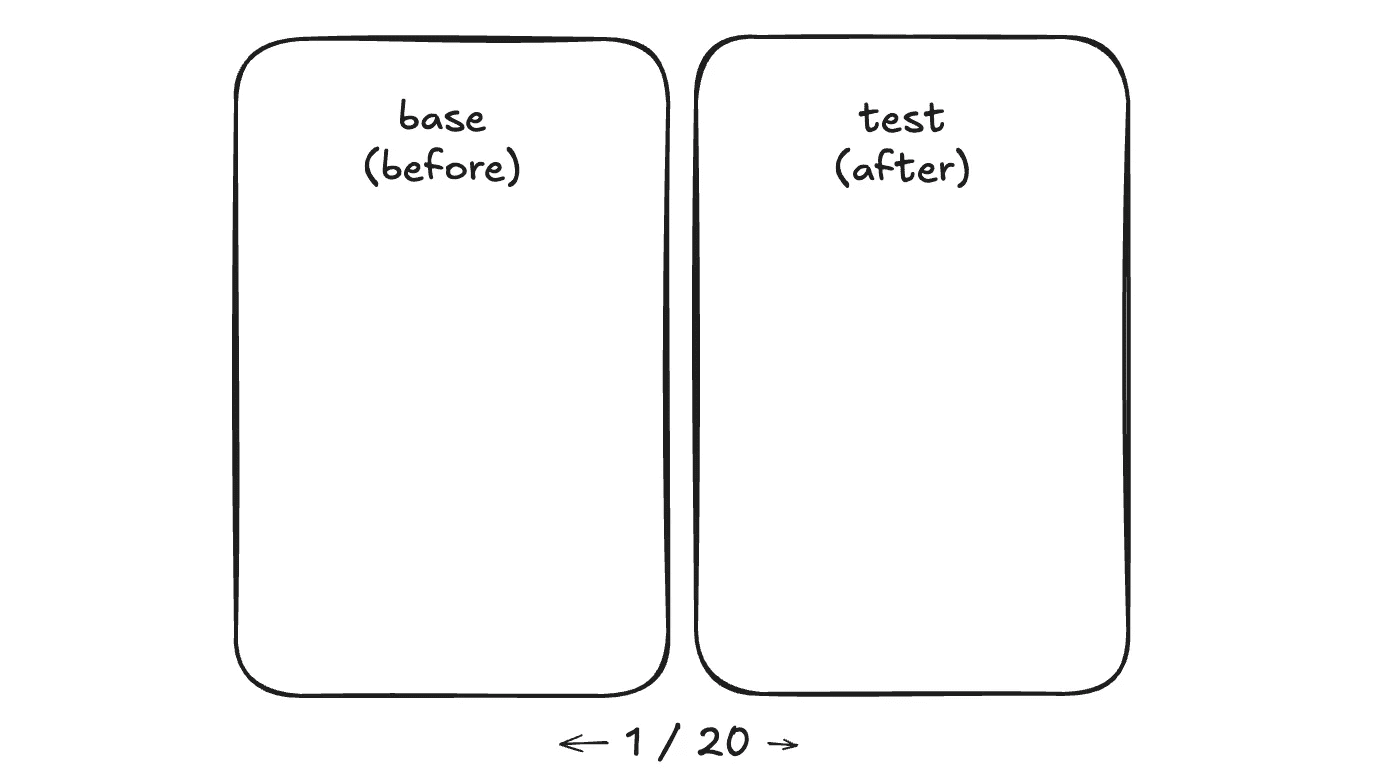 base
(before)
test
(after)
← 1 / 20 →